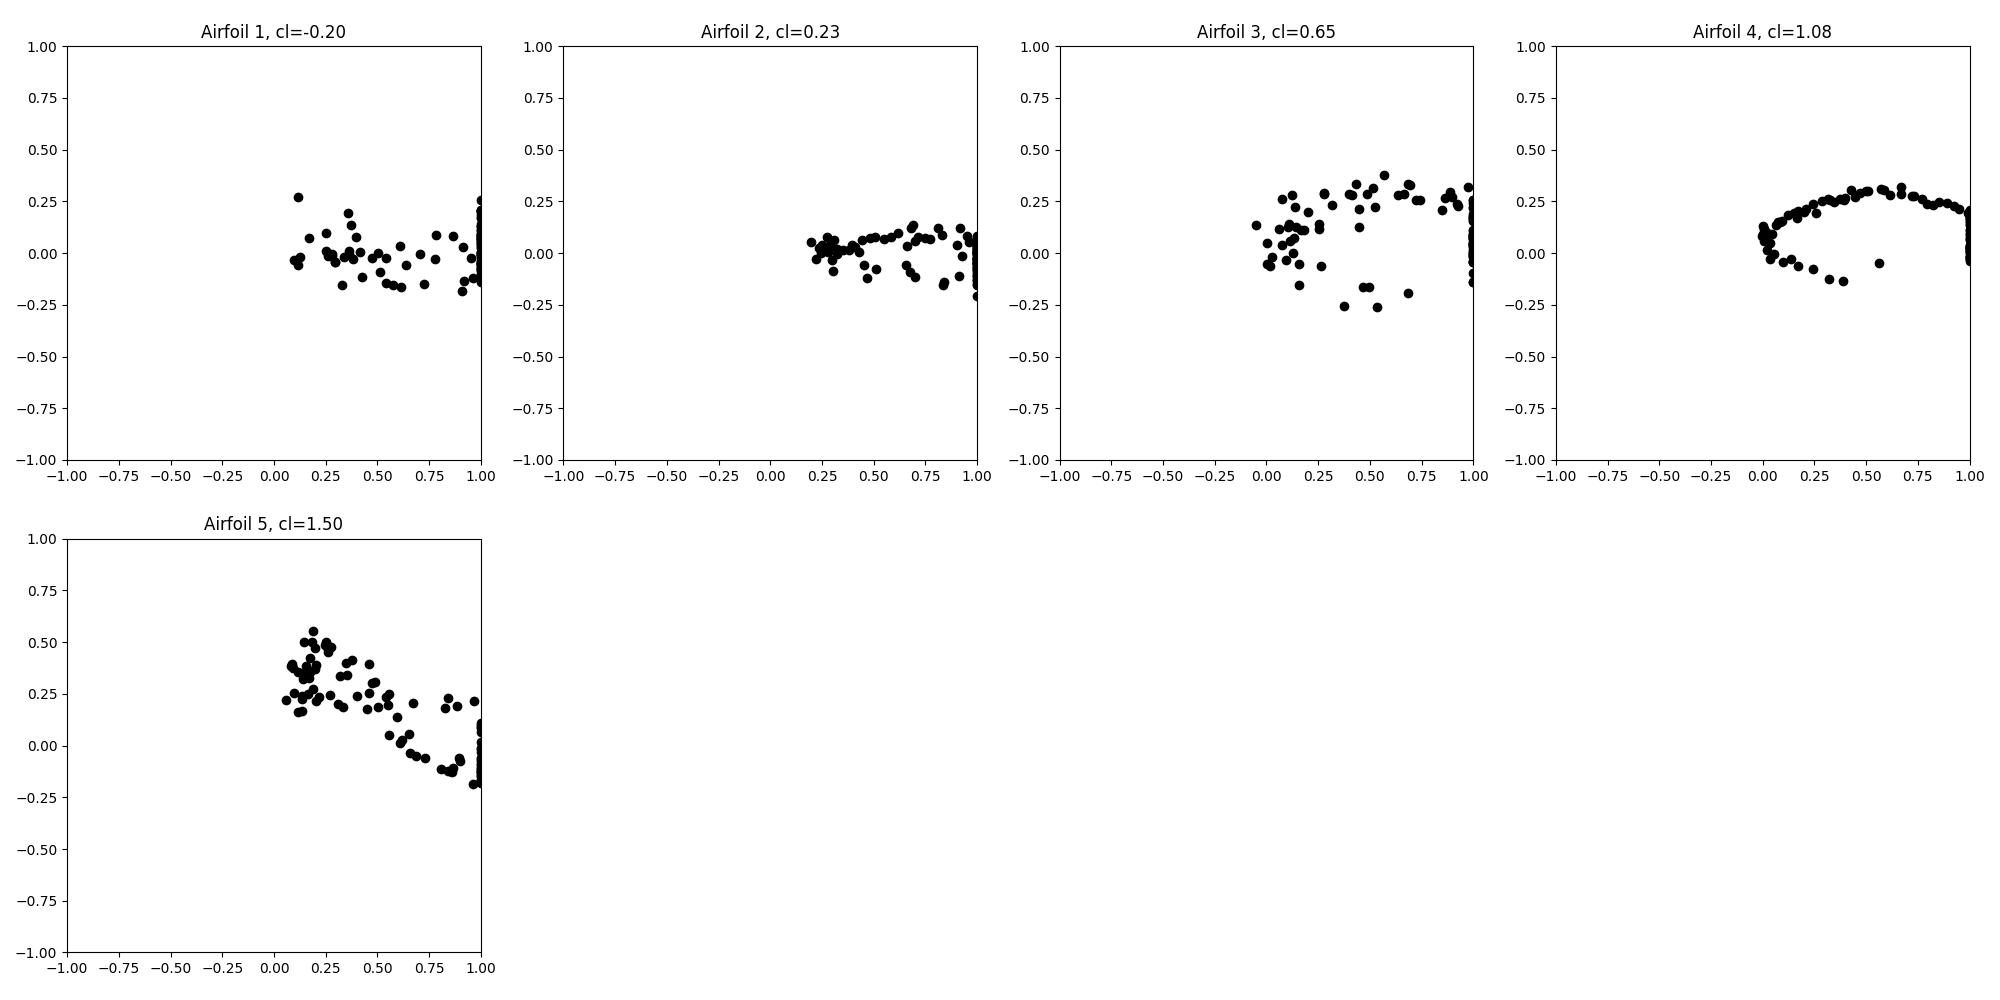 Airfoil 1, cl=-0.20
Airfoil 2, cl=0.23
Airfoil 3, cl=0.65
Airfoil 4, cl=1.08
1.00 1.00 1.00 1.00
0.75 0.75 0.75 0.75
0.50 0.50 0.50 0.50
0.25 0.25 0.25 0.25
0.00 0.00 0.00 0.00
−0.25 −0.25 −0.25 −0.25
−0.50 −0.50 −0.50 −0.50
−0.75 −0.75 −0.75 −0.75
−1.00 −1.00 −1.00 −1.00
−1.00 −0.75 −0.50 −0.25 0.00 0.25 0.50 0.75 1.00
−1.00 −0.75 −0.50 −0.25 0.00 0.25 0.50 0.75 1.00
−1.00 −0.75 −0.50 −0.25 0.00 0.25 0.50 0.75 1.00
−1.00 −0.75 −0.50 −0.25 0.00 0.25 0.50 0.75 1.00
Airfoil 5, cl=1.50
1.00
0.75
0.50
0.25
0.00
−0.25
−0.50
−0.75
−1.00
−1.00 −0.75 −0.50 −0.25 0.00 0.25 0.50 0.75 1.00